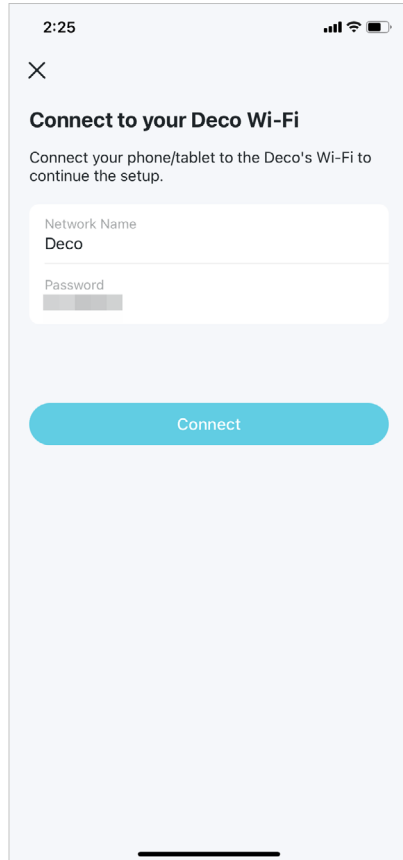 2:25
Connect to your Deco Wi-Fi
Connect your phone/tablet to the Deco's Wi-Fi to
continue the setup.
Network Name
Deco
Password
Connect